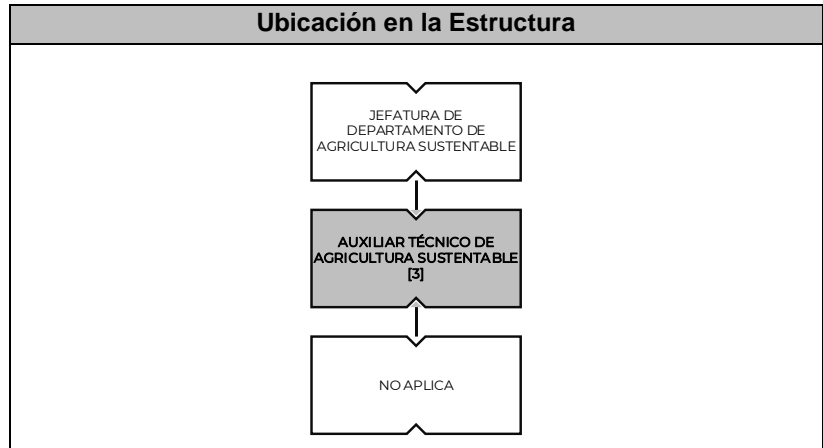 Ubicación en la Estructura
JEFATURA DE
DEPARTAMENTO DE
AGRICULTURA SUSTENTABLE
AUXILIAR TÉCNICO DE
AGRICULTURA SUSTENTABLE
[3]
NO APLICA